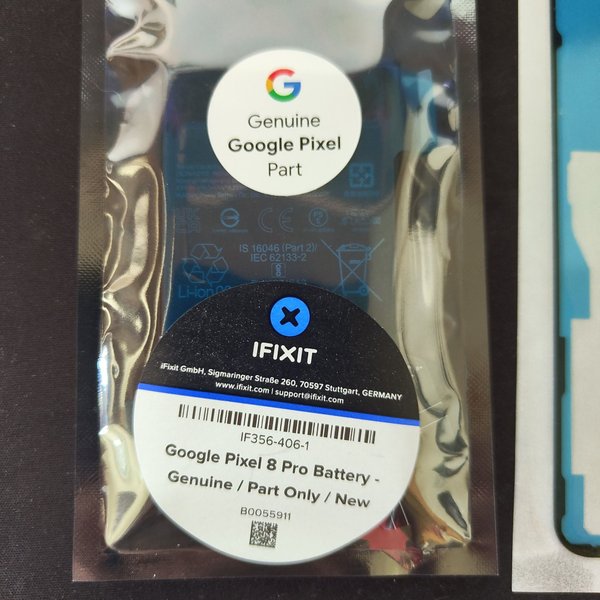 G
Genuine
Google Pixel
Part
IS 16046 (Part 2)/
IEC 62133-2
Li-ion
IFIXIT
iFixit GmbH, Sigmaringer Straße 260, 70597 Stuttgart, GERMANY
www.ifixit.com | support@ifixit.com
IF356-406-1
Google Pixel 8 Pro Battery -
Genuine / Part Only / New
B0055911